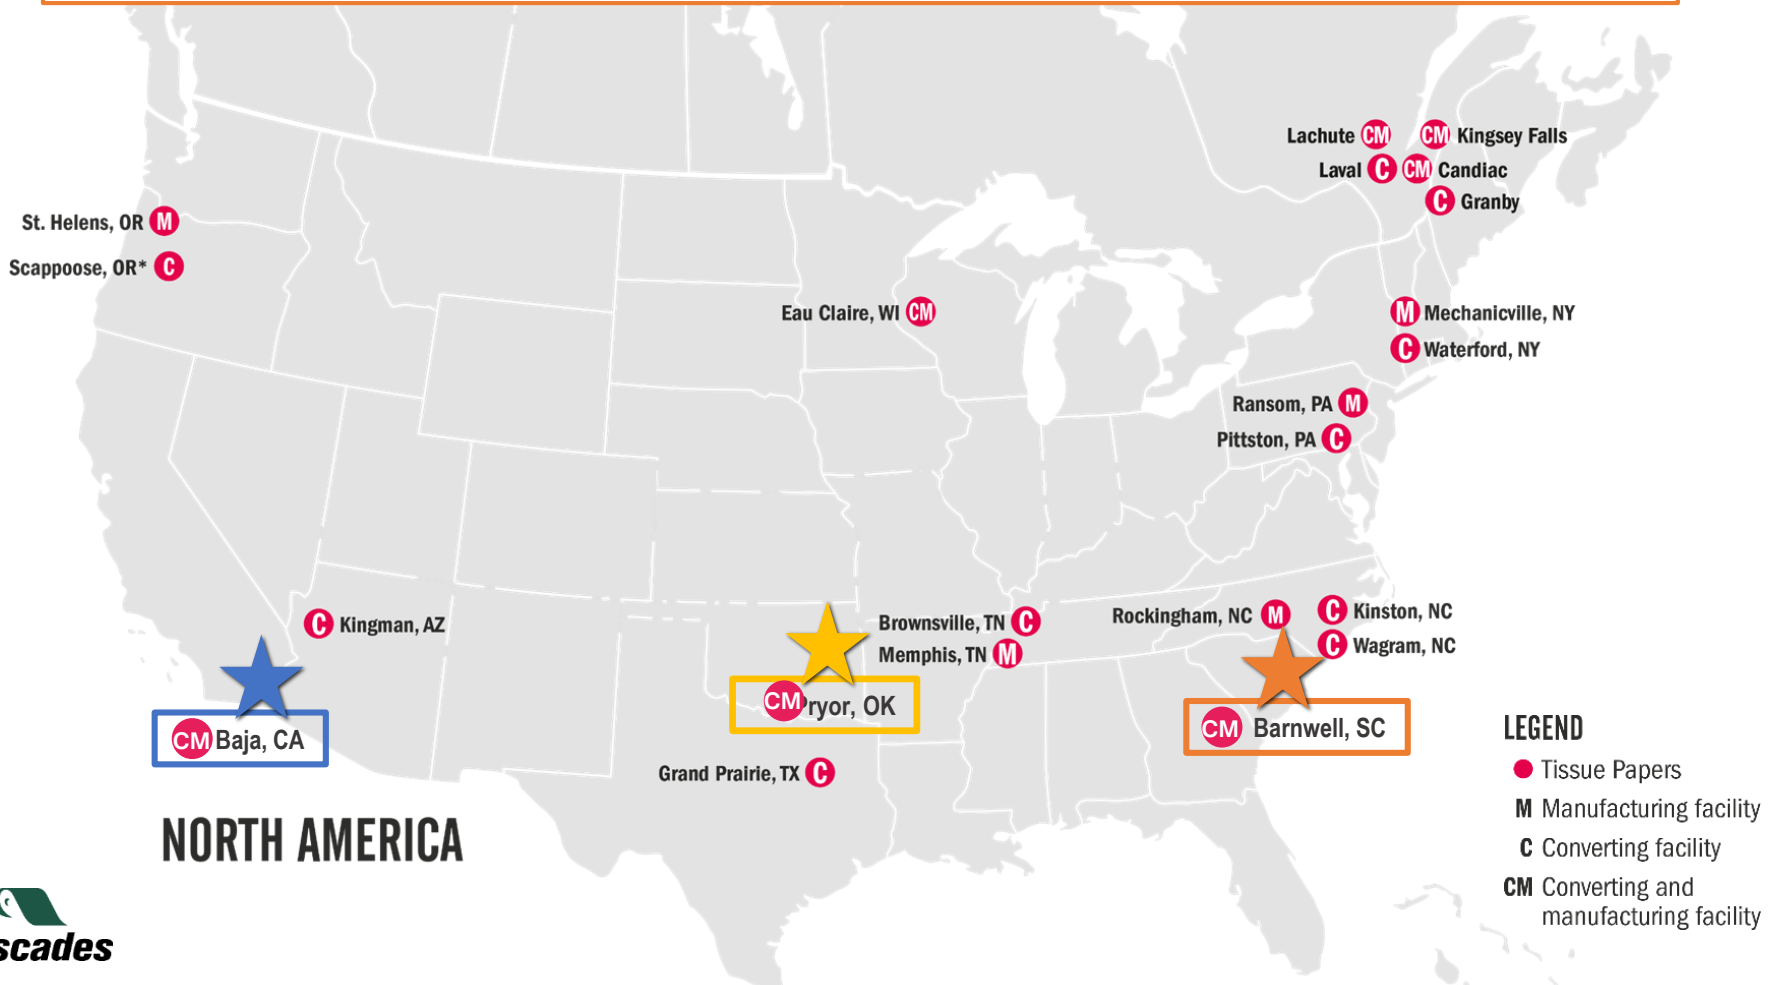 Lachute CM
CM Kingsey Falls
Laval C
CM Candiac
C Granby
St. Helens, OR M
Scappoose, OR* C
Eau Claire, WI CM
M Mechanicville, NY
C Waterford, NY
Ransom, PA M
Pittston, PA C
C Kingman, AZ
Brownsville, TN C
Memphis, TN M
Rockingham, NC M
C Kinston, NC
C Wagram, NC
CM Baja, CA
CM ryor, OK
CM Barnwell, SC
Grand Prairie, TX C
NORTH AMERICA
LEGEND
Tissue Papers
M Manufacturing facility
C Converting facility
CM Converting and
manufacturing facility
scades